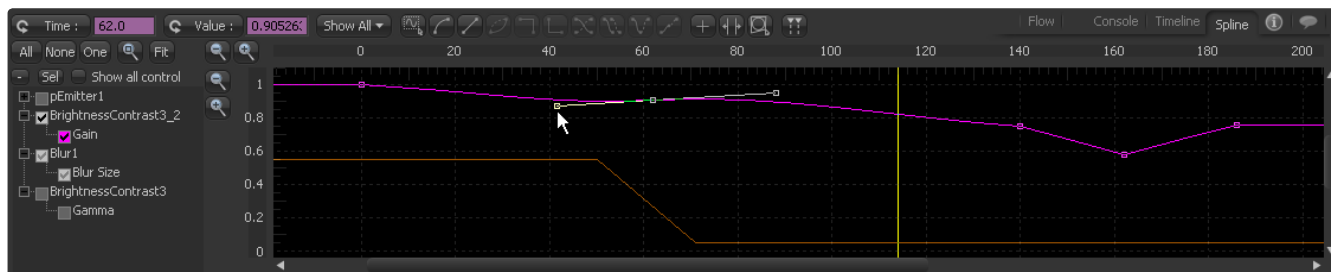 Time : 62.0 Value : 0.90526 Show All Flow Console Timeline Spline
All None One Fit
0 20 40 60 80 100 120 140 160 180 200
Sel Show all control
pEmitter1
BrightnessContrast3_2
Gain
Blur1
Blur Size
BrightnessContrast3
Gamma
1
0.8
0.6
0.4
0.2
0